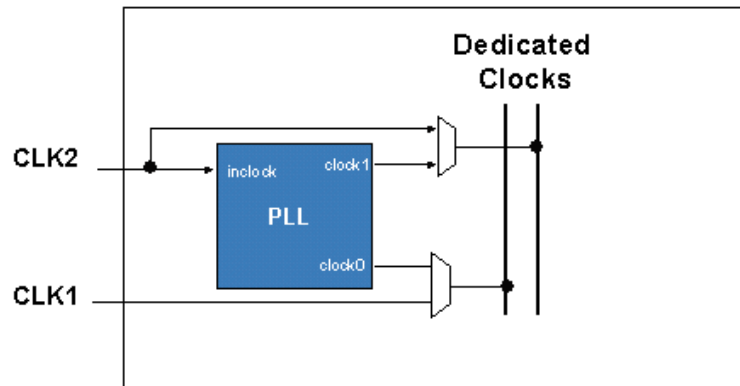 Dedicated
Clocks
CLK2
inclock
clock1
PLL
clock0
CLK1